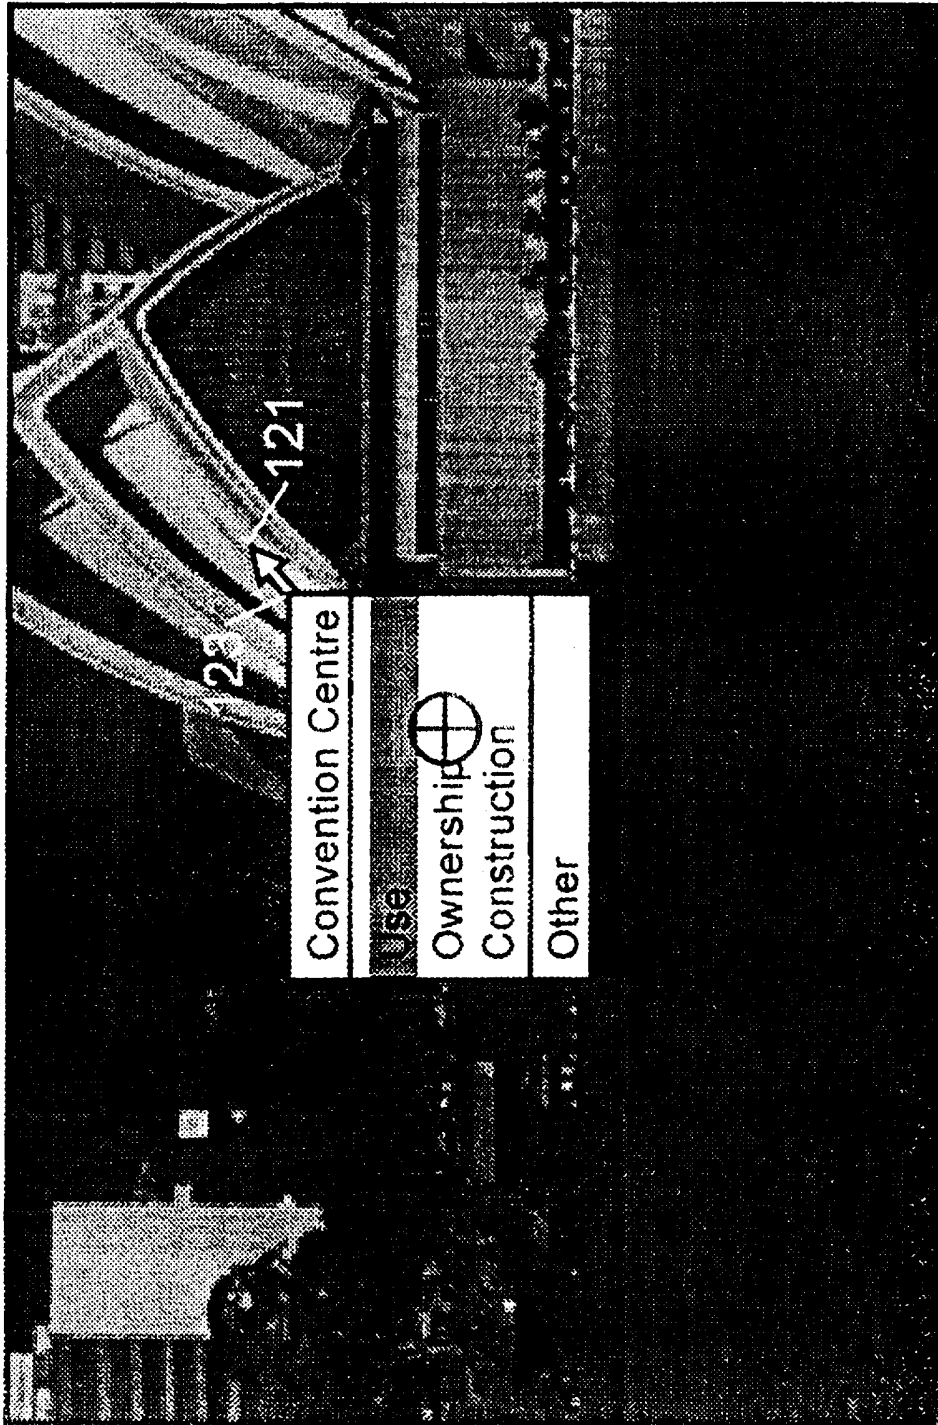 121
123
Convention Centre
Use
Ownership
Construction
Other